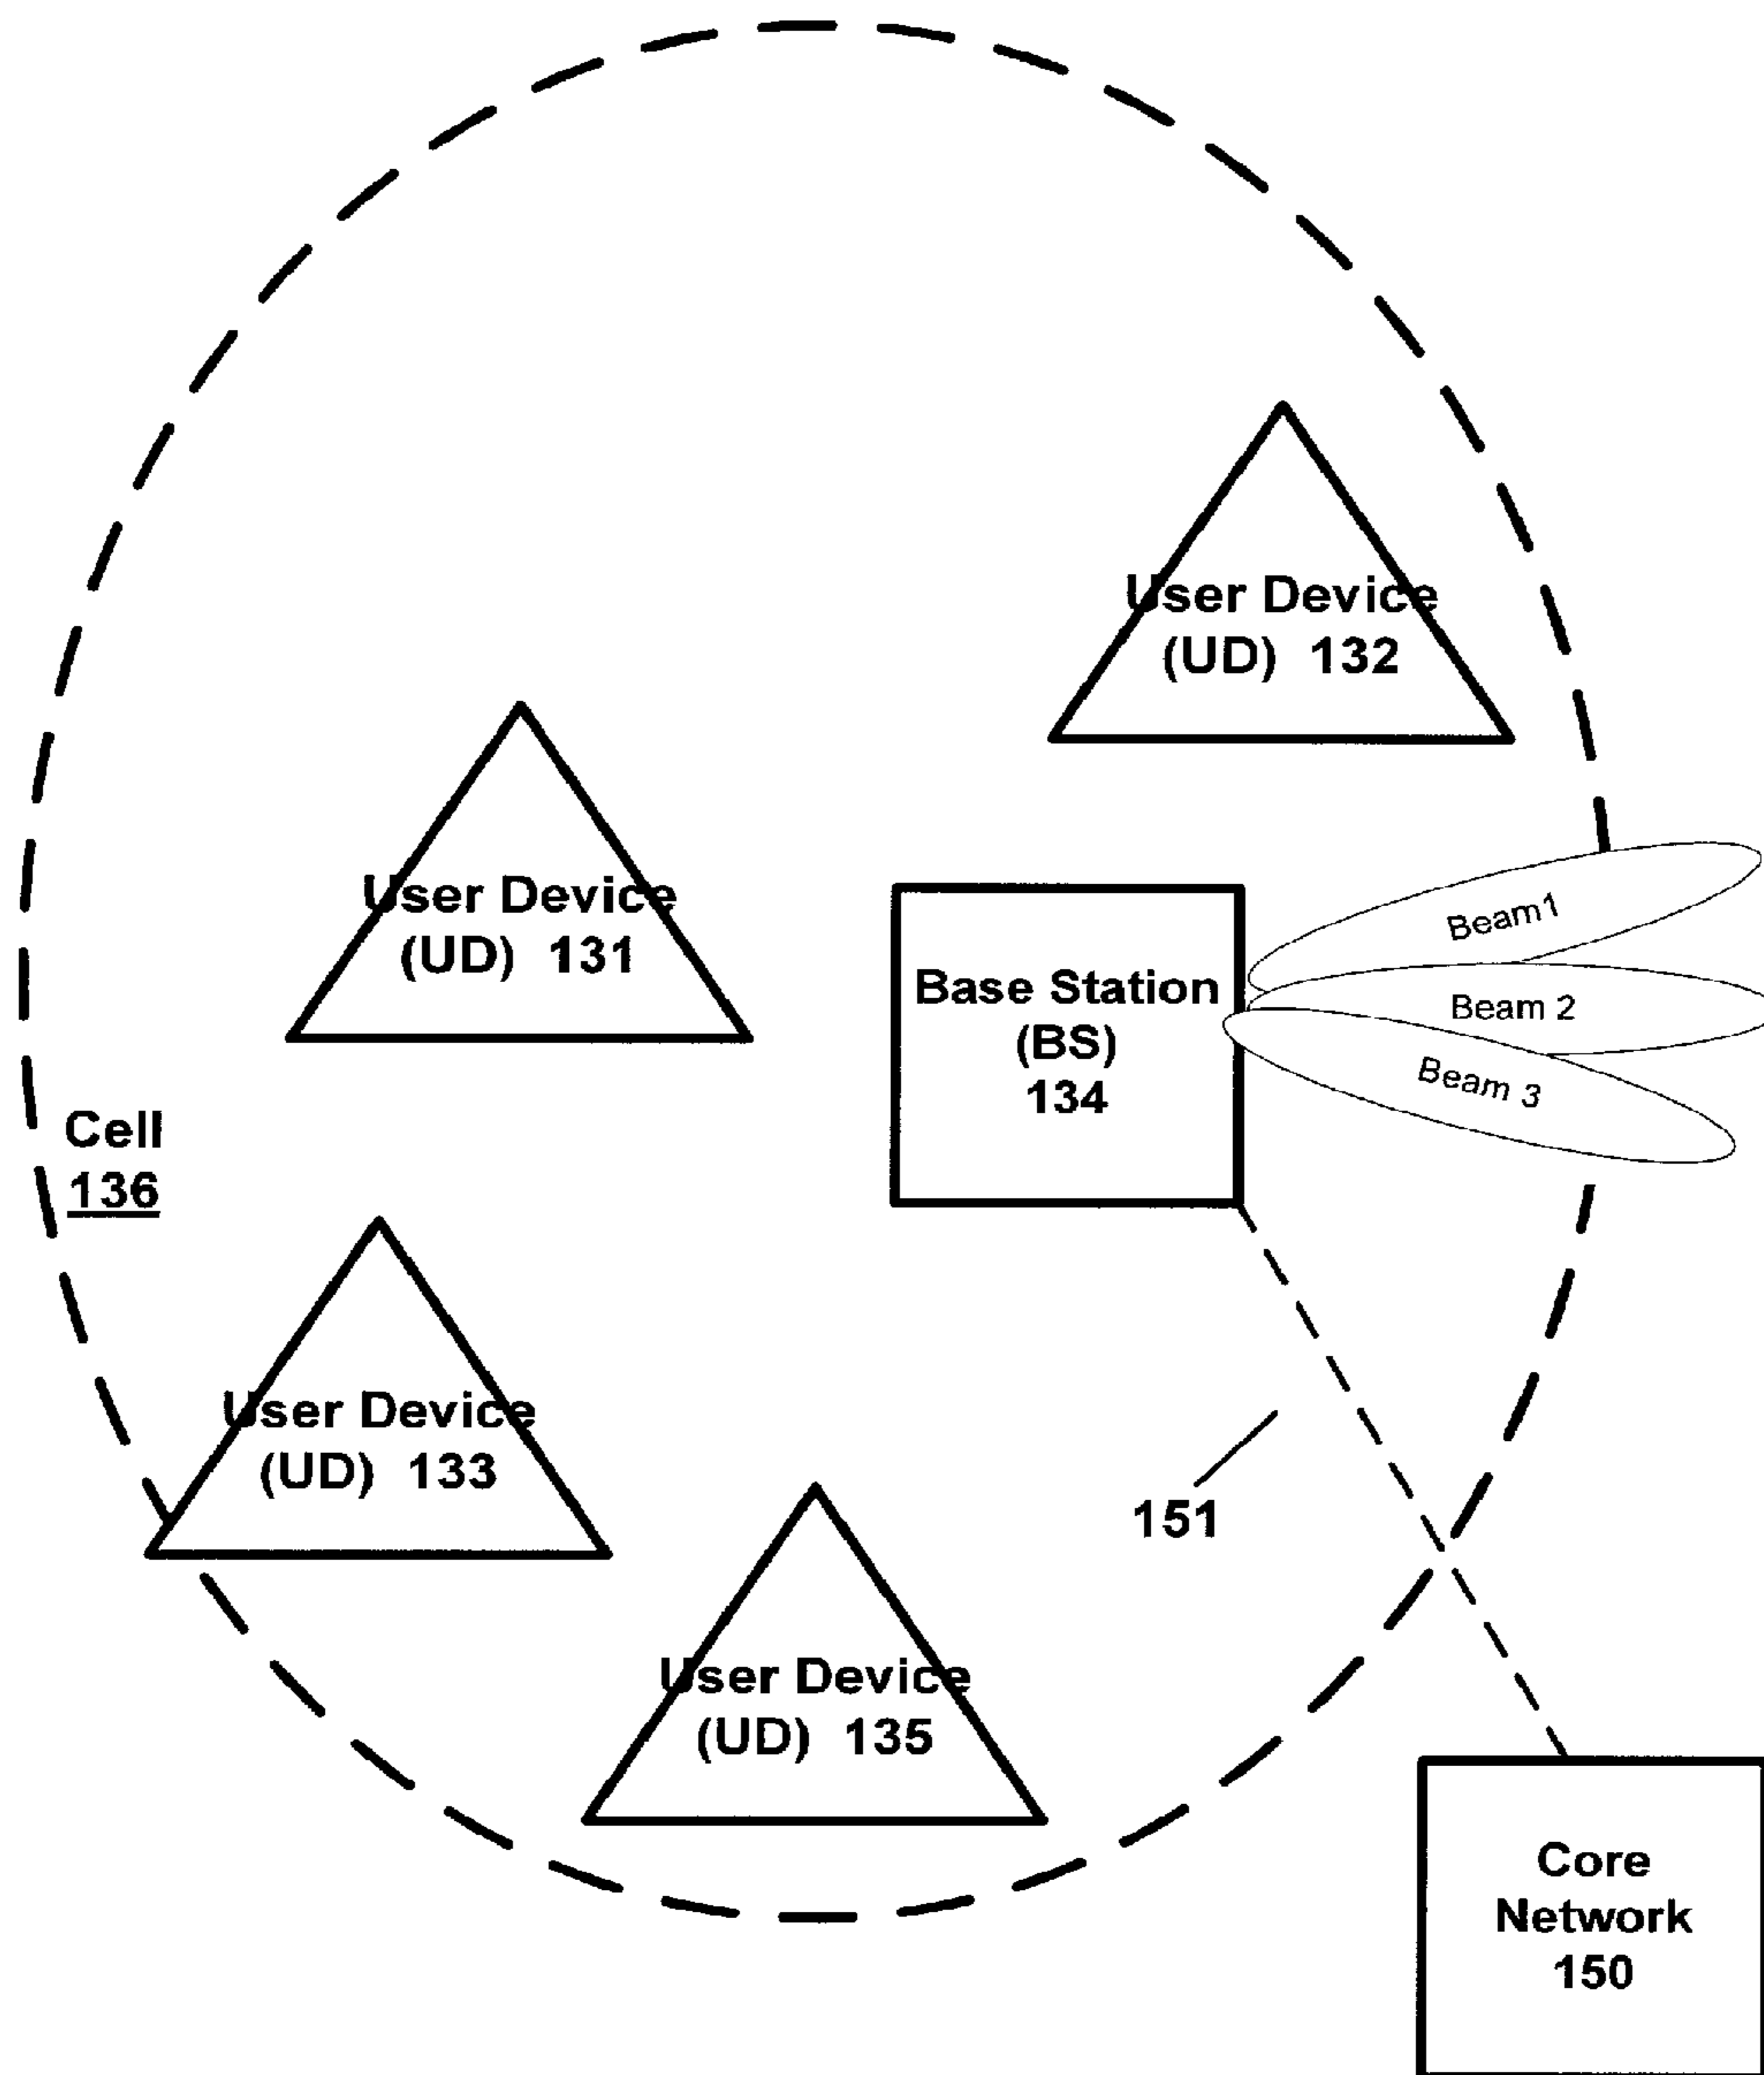 User Device
(UD) 132
User Device
(UD) 131
Beam1
Base Station
(BS)
134
Beam 2
Beam 3
Cell
136
User Device
(UD) 133
151
User Device
(UD) 135
Core
Network
150